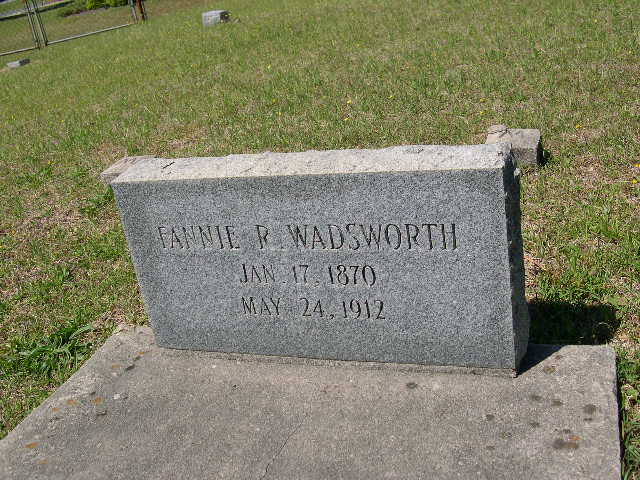 FANNIE R. WADSWORTH
JAN. 17, 1870
MAY 24, 1912